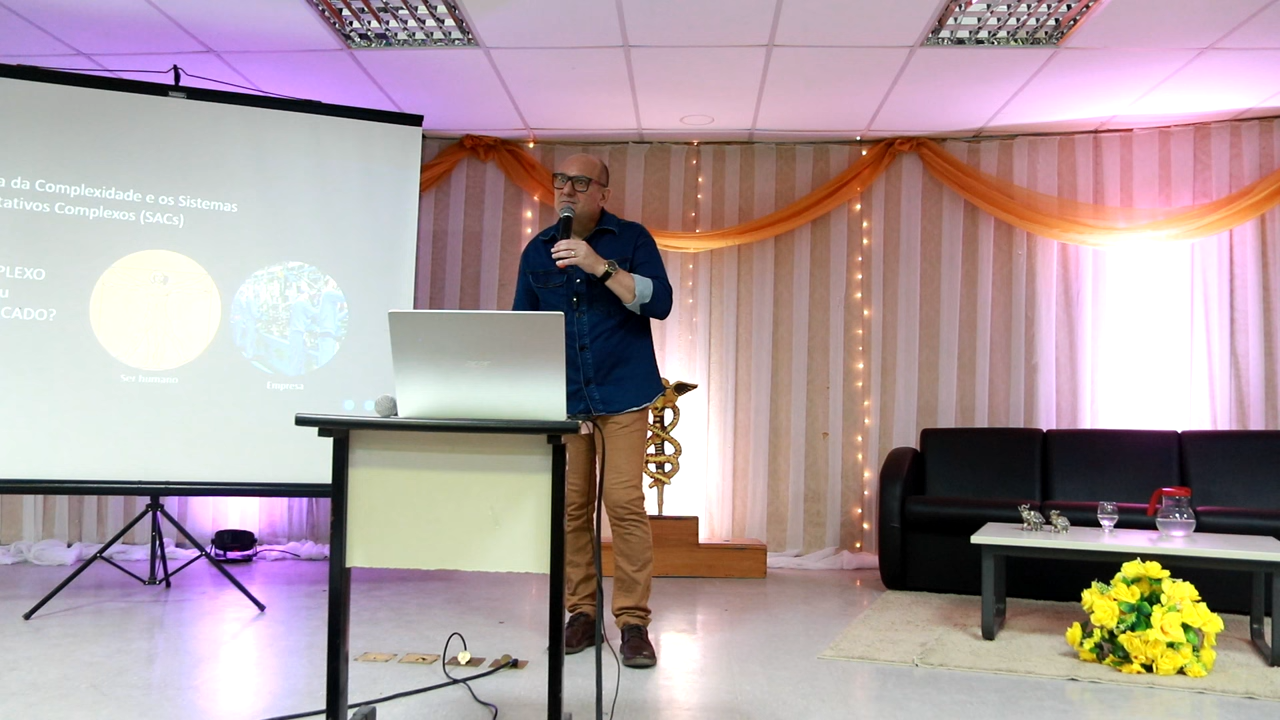 a da Complexidade e os Sistemas
tativos Complexos (SACs)
PLEXO
u
CADO?
Ser humano
Empresa